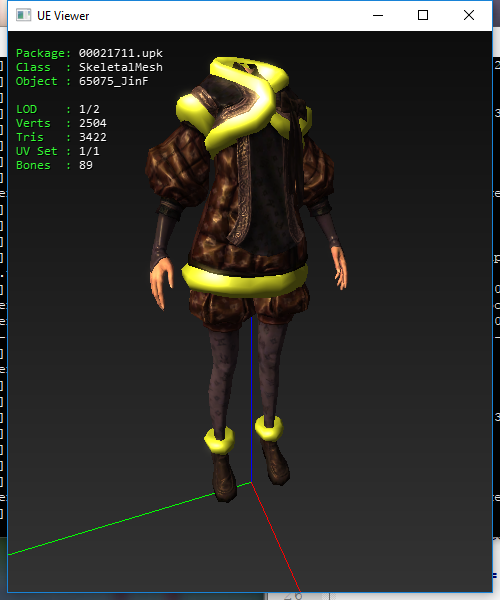 UE Viewer
Package: 00021711.upk
Class : SkeletalMesh
Object : 65075_JinF
LOD : 1/2
Verts : 2504
Tris : 3422
UV Set : 1/1
Bones : 89